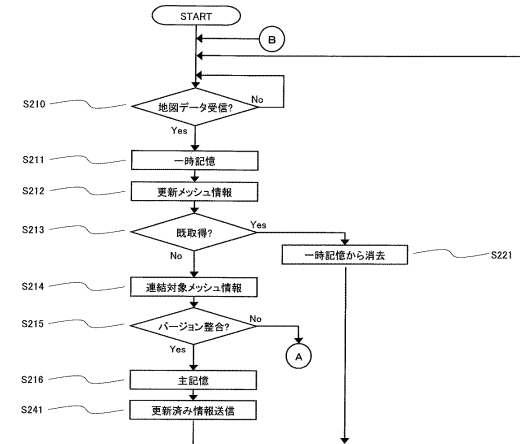 START
B
S210
地図データ受信?
No
Yes
S211
一時記憶
S212
更新メッシュ情報
S213
既取得?
Yes
No
一時記憶から消去
S221
S214
連結対象メッシュ情報
S215
バージョン整合?
No
Yes
A
S216
主記憶
S241
更新済み情報送信